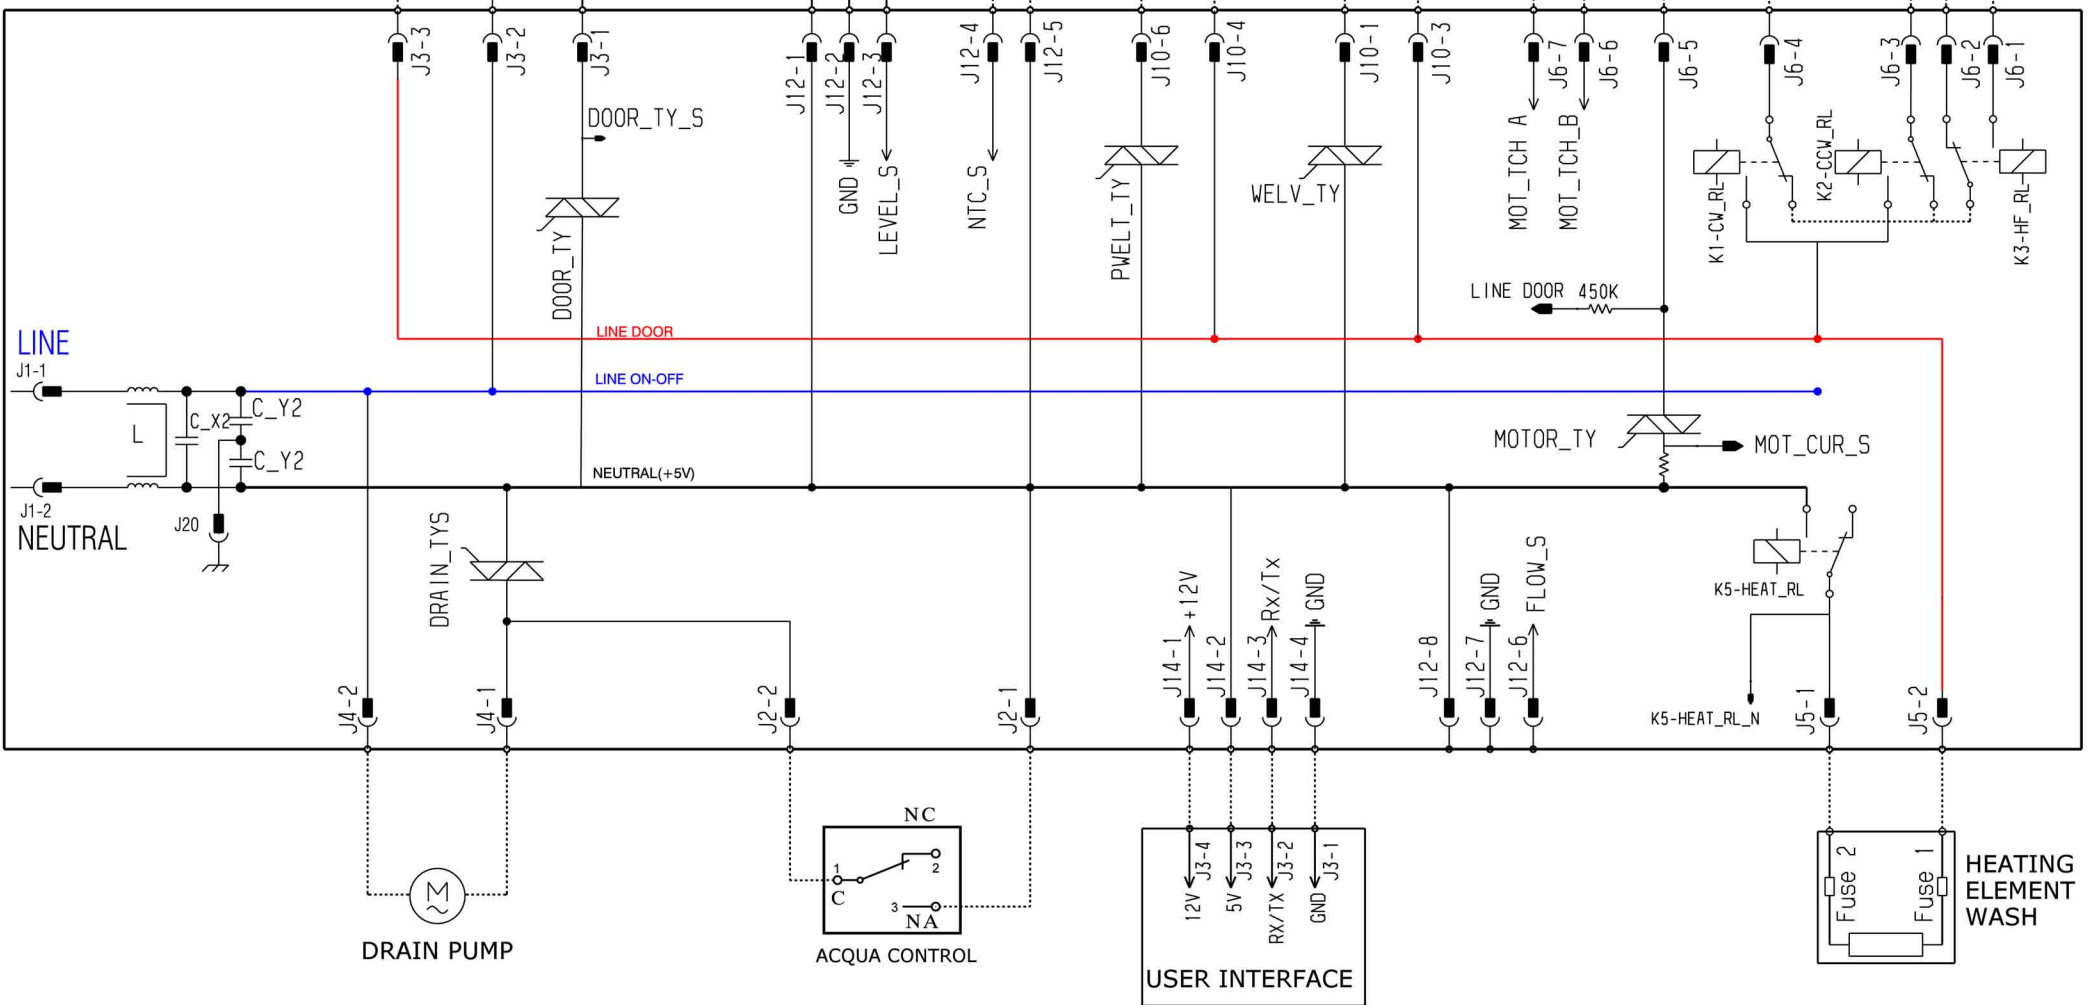 J3-3
J3-2
J3-1
J12-1
J12-2
J12-3
J12-4
J12-5
J10-6
J10-4
J10-1
J10-3
J6-7
J6-6
J6-5
J6-4
J6-3
J6-2
J6-1
DOOR_TY_S
DOOR_TY
GND
LEVEL_S
NTC_S
PWELT_TY
WELV_TY
MOT_TCH A
MOT_TCH_B
K1-CW_RL
K2-CCW_RL
K3-HF_RL
LINE DOOR 450K
LINE DOOR
LINE
J1-1
LINE ON-OFF
C_Y2
C_X2
L
C_Y2
MOTOR_TY
MOT_CUR_S
NEUTRAL(+5V)
J1-2
NEUTRAL
J20
DRAIN_TYS
+12V
Rx/Tx
GND
GND
FLOW_S
K5-HEAT_RL
K5-HEAT_RL_N
J4-2
J4-1
J2-2
J2-1
J14-1
J14-2
J14-3
J14-4
J12-8
J12-7
J12-6
J5-1
J5-2
NC
1
2
C
3
NA
ACQUA CONTROL
M
DRAIN PUMP
J3-4
J3-3
J3-2
J3-1
12V
5V
RX/TX
GND
USER INTERFACE
Fuse 2
Fuse 1
HEATING
ELEMENT
WASH